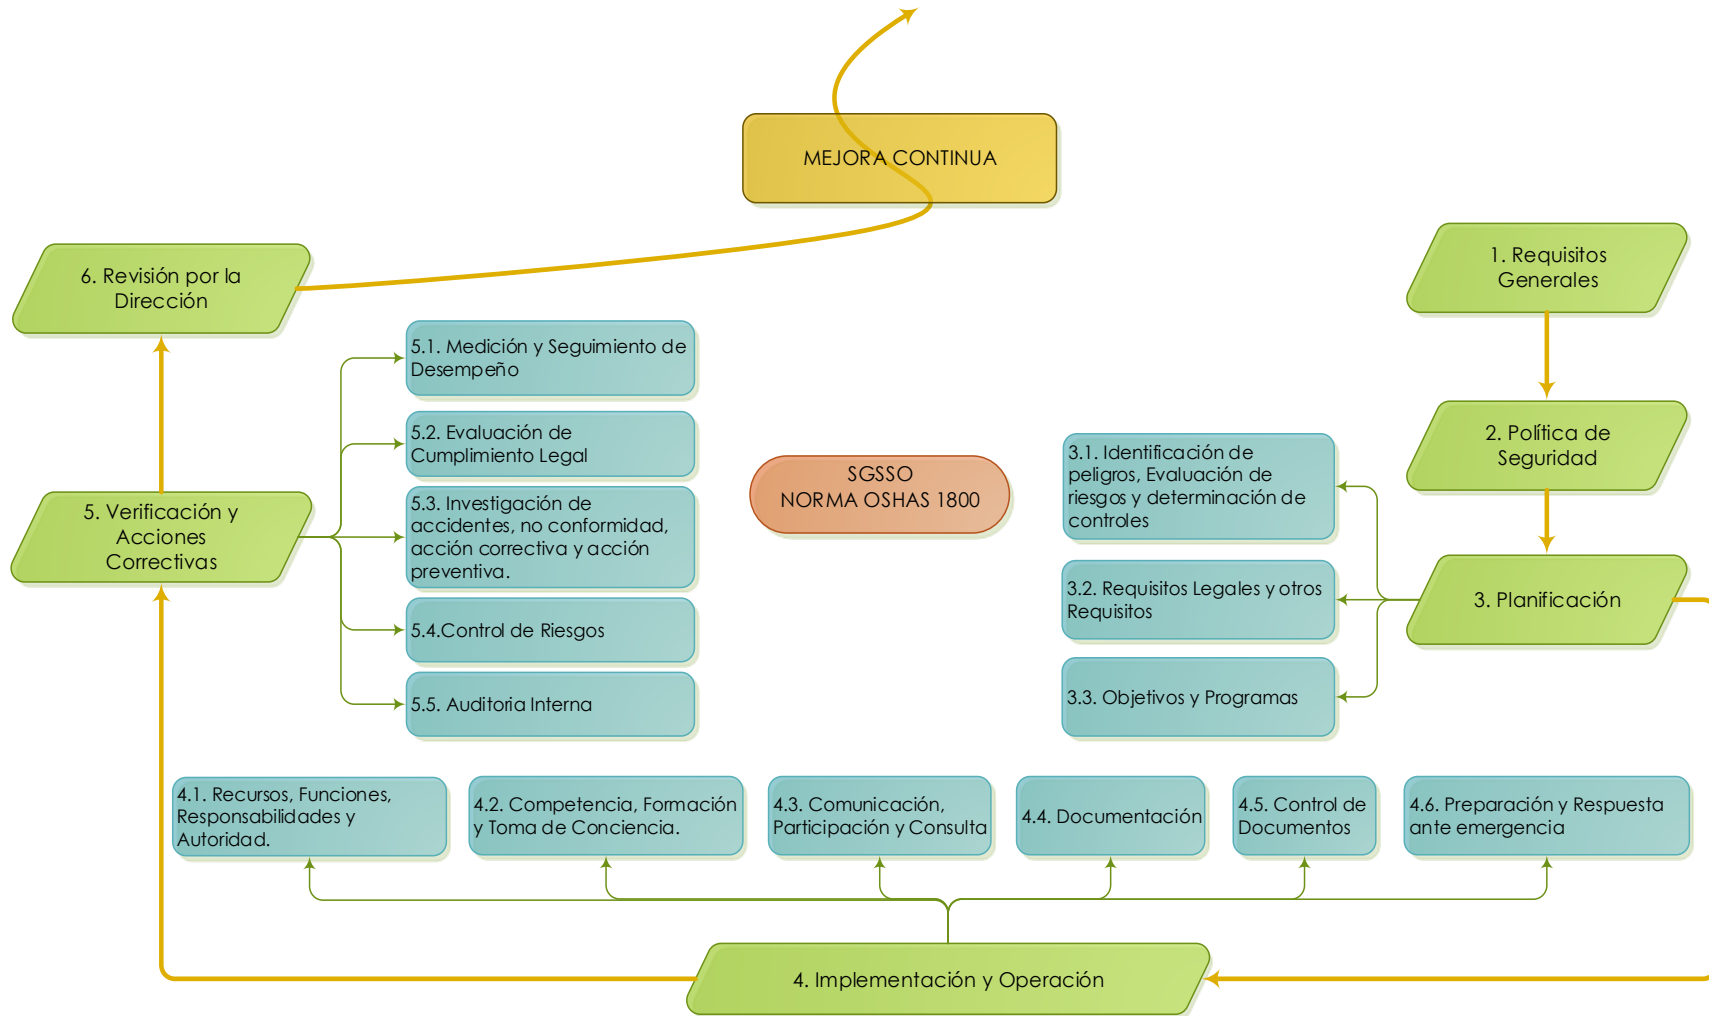 MEJORA CONTINUA
1. Requisitos
Generales
6. Revisión por la
Dirección
5.1. Medición y Seguimiento de
Desempeño
5.2. Evaluación de
Cumplimiento Legal
2. Política de
Seguridad
3.1. Identificación de
peligros, Evaluación de
riesgos y determinación de
controles
SGSSO
NORMA OSHAS 1800
5. Verificación y
Acciones
Correctivas
5.3. Investigación de
accidentes, no conformidad,
acción correctiva y acción
preventiva.
3.2. Requisitos Legales y otros
Requisitos
3. Planificación
5.4.Control de Riesgos
3.3. Objetivos y Programas
5.5. Auditoria Interna
4.1. Recursos, Funciones,
Responsabilidades y
Autoridad.
4.2. Competencia, Formación
y Toma de Conciencia.
4.3. Comunicación,
Participación y Consulta
4.4. Documentación
4.5. Control de
Documentos
4.6. Preparación y Respuesta
ante emergencia
4. Implementación y Operación